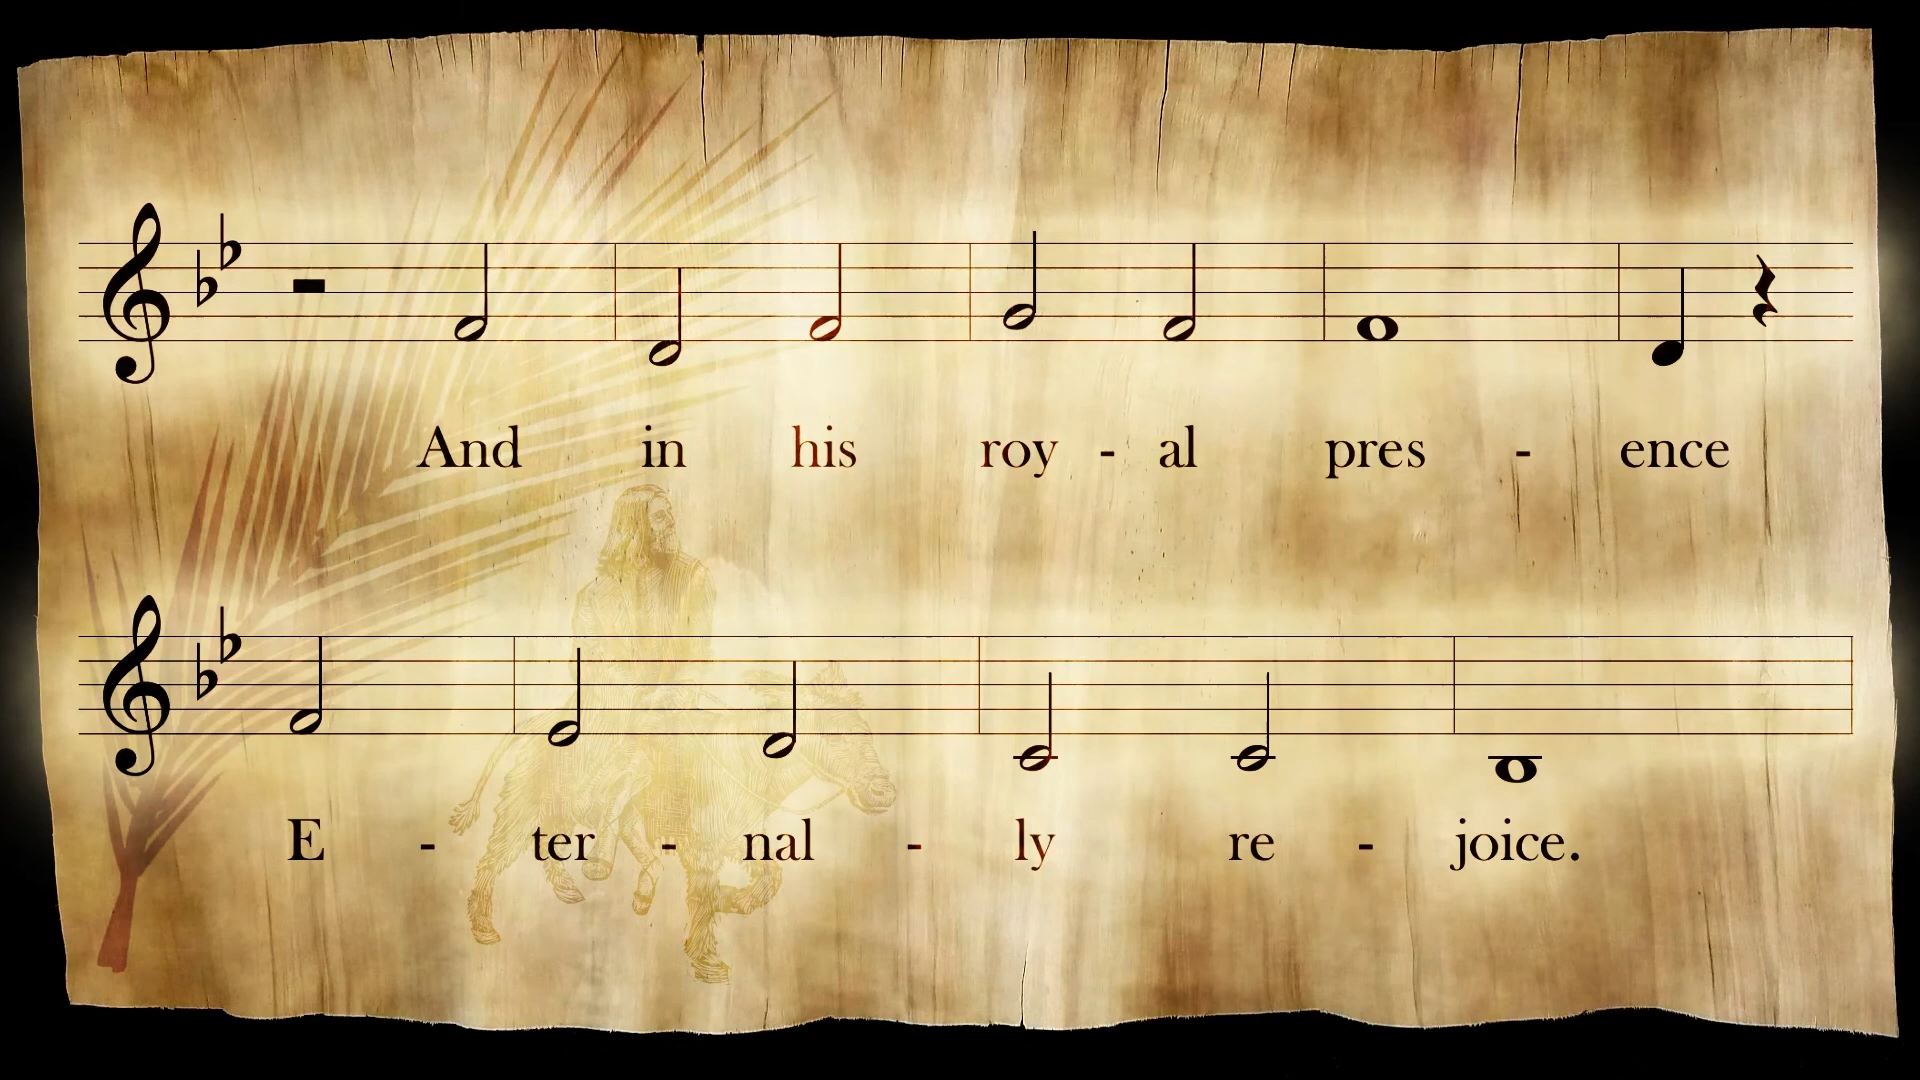 And in his roy - al pres - ence
E - ter - nal - ly re - joice.